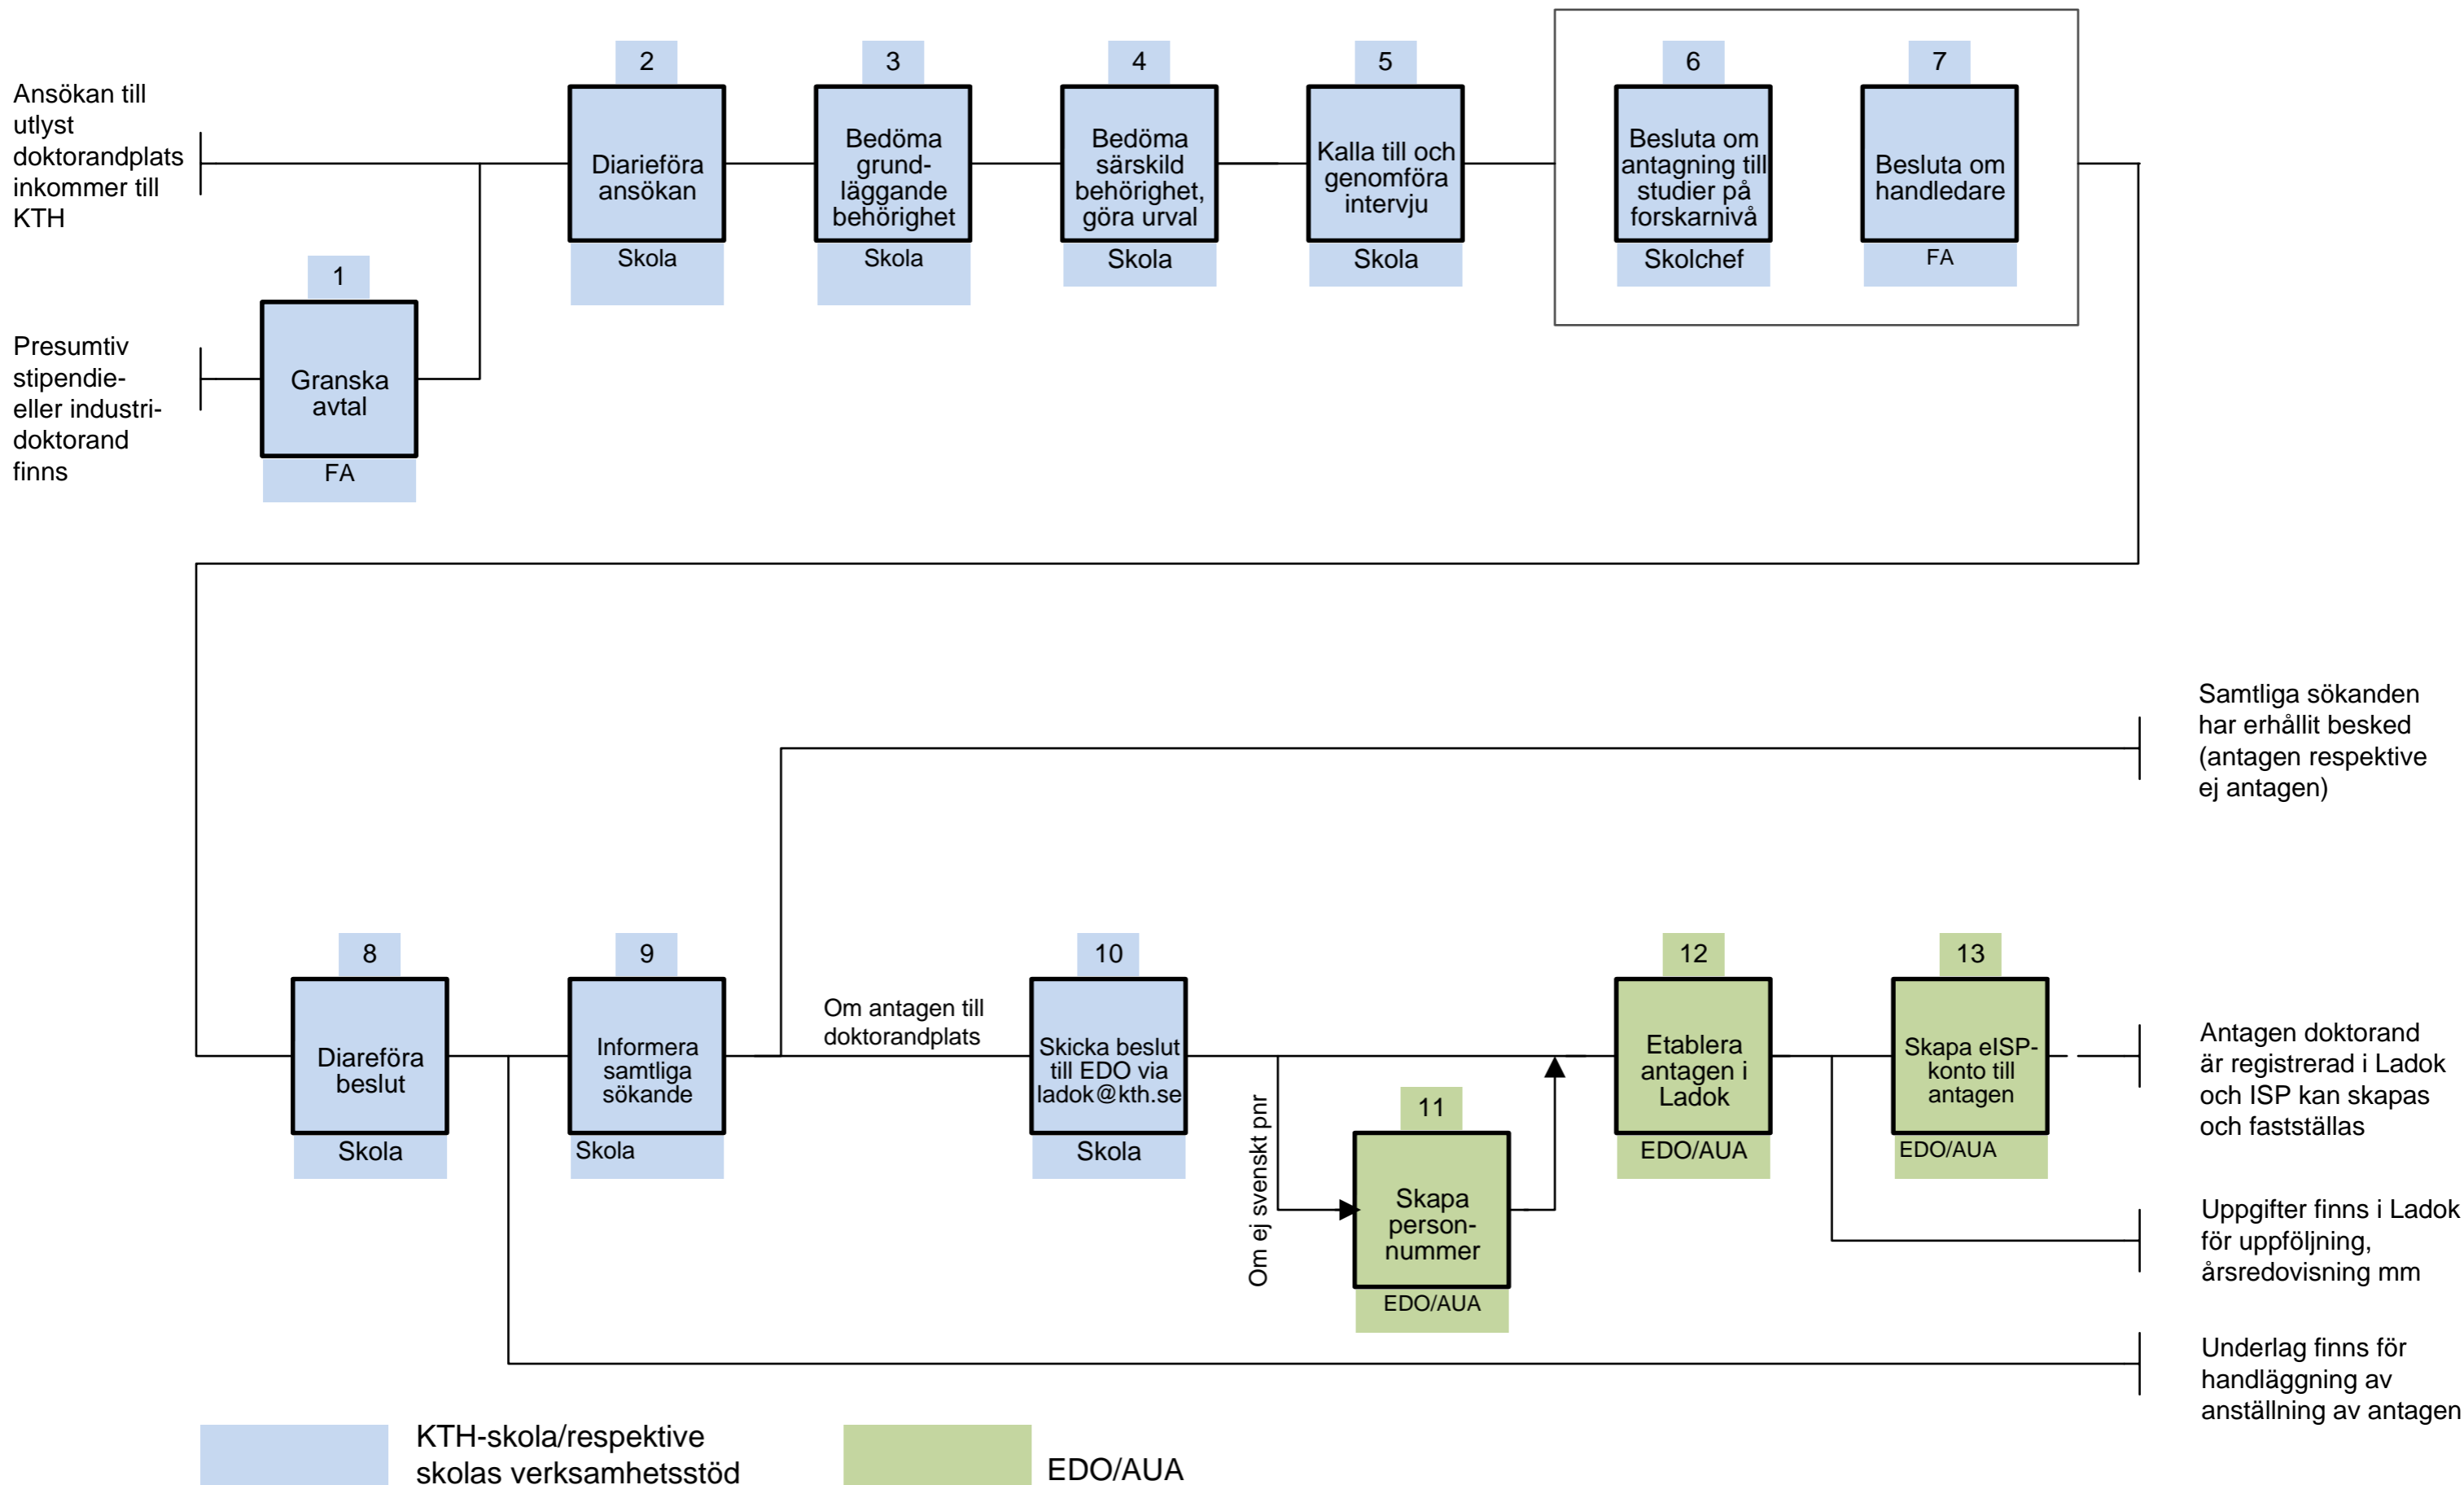 Ansökan till
utlyst
doktorandplats
inkommer till
KTH
Presumtiv
stipendie-
eller industri-
doktorand
finns
1
Granska
avtal
FA
2
Diarieföra
ansökan
Skola
3
Bedöma
grund-
läggande
behörighet
Skola
4
Bedöma
särskild
behörighet,
göra urval
Skola
5
Kalla till och
genomföra
intervju
Skola
6
Besluta om
antagning till
studier på
forskarnivå
Skolchef
7
Besluta om
handledare
FA
8
Diareföra
beslut
Skola
9
Informera
samtliga
sökande
Skola
Om antagen till
doktorandplats
10
Skicka beslut
till EDO via
ladok@kth.se
Skola
Om ej svenskt pnr
11
Skapa
person-
nummer
EDO/AUA
12
Etablera
antagen i
Ladok
EDO/AUA
13
Skapa eISP-
konto till
antagen
EDO/AUA
Samtliga sökanden
har erhållit besked
(antagen respektive
ej antagen)
Antagen doktorand
är registrerad i Ladok
och ISP kan skapas
och fastställas
Uppgifter finns i Ladok
för uppföljning,
årsredovisning mm
Underlag finns för
handläggning av
anställning av antagen
KTH-skola/respektive
skolas verksamhetsstöd
EDO/AUA